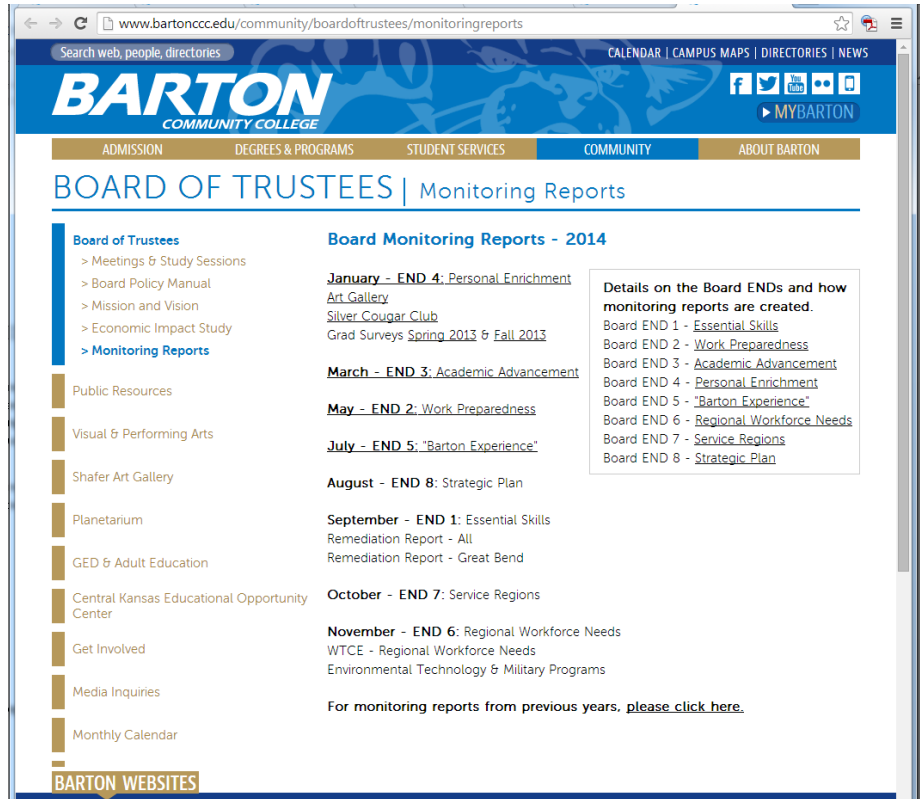 www.bartonccc.edu/community/boardoftrustees/monitoringreports
Search web, people, directories
CALENDAR | CAMPUS MAPS | DIRECTORIES | NEWS
BARTON
COMMUNITY COLLEGE
f
You Tube
MYBARTON
ADMISSION DEGREES & PROGRAMS STUDENT SERVICES COMMUNITY ABOUT BARTON
BOARD OF TRUSTEES | Monitoring Reports
Board of Trustees
> Meetings & Study Sessions
> Board Policy Manual
> Mission and Vision
> Economic Impact Study
> Monitoring Reports
Public Resources
Visual & Performing Arts
Shafer Art Gallery
Planetarium
GED & Adult Education
Central Kansas Educational Opportunity
Center
Get Involved
Media Inquiries
Monthly Calendar
Board Monitoring Reports - 2014
January - END 4: Personal Enrichment
Art Gallery
Silver Cougar Club
Grad Surveys Spring 2013 & Fall 2013
March - END 3: Academic Advancement
May - END 2: Work Preparedness
July - END 5: "Barton Experience"
August - END 8: Strategic Plan
September - END 1: Essential Skills
Remediation Report - All
Remediation Report - Great Bend
October - END 7: Service Regions
November - END 6: Regional Workforce Needs
WTCE - Regional Workforce Needs
Environmental Technology & Military Programs
For monitoring reports from previous years, please click here.
Details on the Board ENDs and how
monitoring reports are created.
Board END 1 - Essential Skills
Board END 2 - Work Preparedness
Board END 3 - Academic Advancement
Board END 4 - Personal Enrichment
Board END 5 - "Barton Experience"
Board END 6 - Regional Workforce Needs
Board END 7 - Service Regions
Board END 8 - Strategic Plan
BARTON WEBSITES